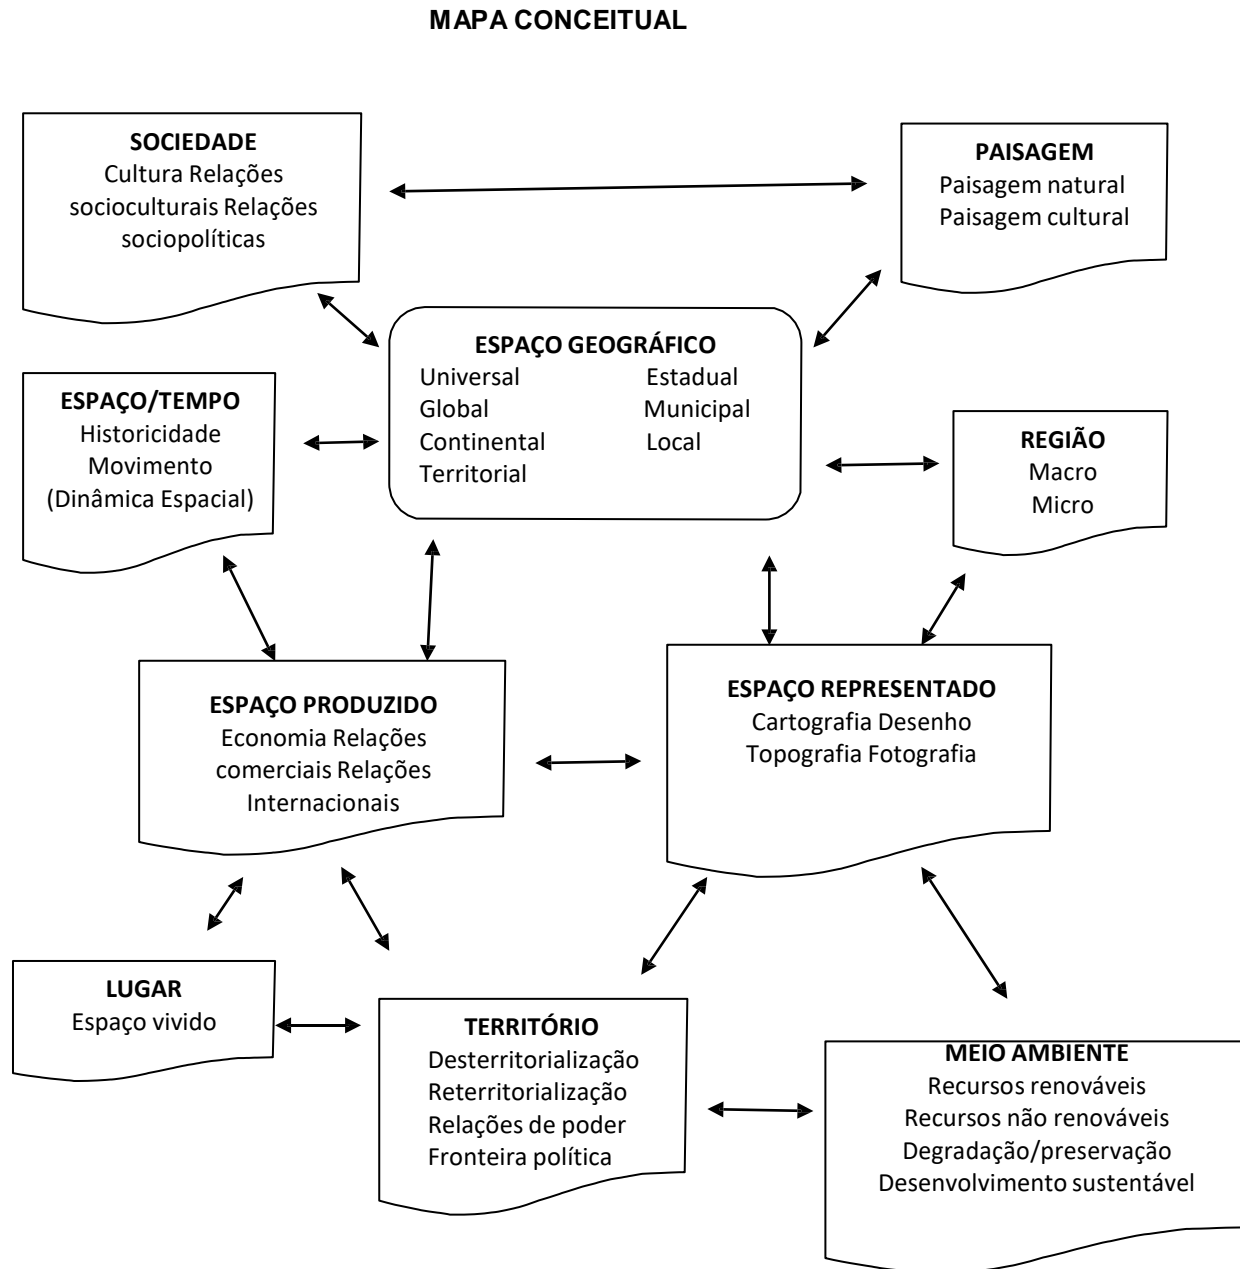 MAPA CONCEITUAL
SOCIEDADE
Cultura Relações
socioculturais Relações
sociopolíticas
PAISAGEM
Paisagem natural
Paisagem cultural
ESPAÇO GEOGRÁFICO
Universal Estadual
Global Municipal
Continental Local
Territorial
ESPAÇO/TEMPO
Historicidade
Movimento
(Dinâmica Espacial)
REGIÃO
Macro
Micro
ESPAÇO PRODUZIDO
Economia Relações
comerciais Relações
Internacionais
ESPAÇO REPRESENTADO
Cartografia Desenho
Topografia Fotografia
LUGAR
Espaço vivido
TERRITÓRIO
Desterritorialização
Reterritorialização
Relações de poder
Fronteira política
MEIO AMBIENTE
Recursos renováveis
Recursos não renováveis
Degradação/preservação
Desenvolvimento sustentável